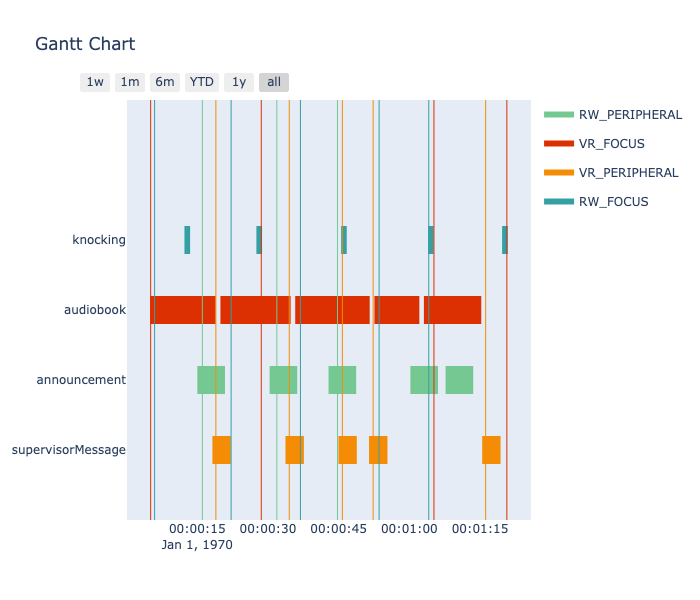 Gantt Chart
1w 1m 6m YTD 1y all
RW_PERIPHERAL
VR_FOCUS
VR_PERIPHERAL
RW_FOCUS
knocking
audiobook
announcement
supervisorMessage
00:00:15 00:00:30 00:00:45 00:01:00 00:01:15
Jan 1, 1970